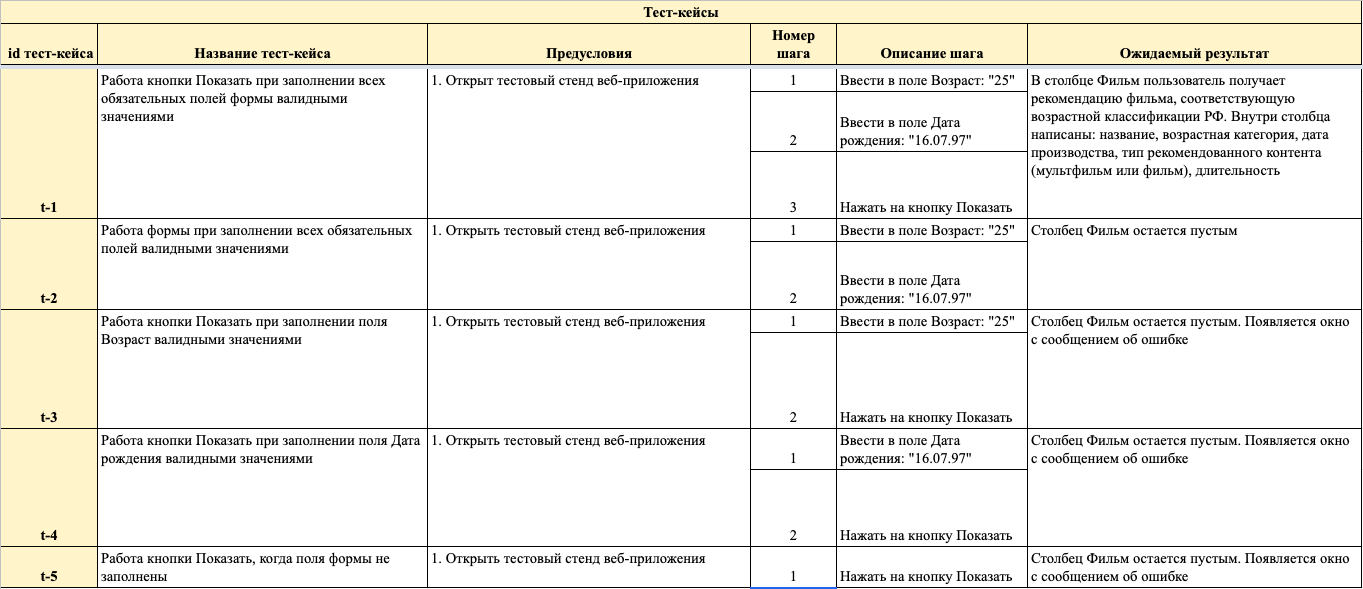 Тест-кейсы
id тест-кейса
Название тест-кейса
Предусловия
Номер
шага
Описание шага
Ожидаемый результат
t-1
Работа кнопки Показать при заполнении всех
обязательных полей формы валидными
значениями
1. Открыт тестовый стенд веб-приложения
1
Ввести в поле Возраст: "25"
2
Ввести в поле Дата
рождения: "16.07.97"
3
Нажать на кнопку Показать
В столбце Фильм пользователь получает
рекомендацию фильма, соответствующую
возрастной классификации РФ. Внутри столбца
написаны: название, возрастная категория, дата
производства, тип рекомендованного контента
(мультфильм или фильм), длительность
t-2
Работа формы при заполнении всех обязательных
полей валидными значениями
1. Открыть тестовый стенд веб-приложения
1
Ввести в поле Возраст: "25"
2
Ввести в поле Дата
рождения: "16.07.97"
Столбец Фильм остается пустым
t-3
Работа кнопки Показать при заполнении поля
Возраст валидными значениями
1. Открыть тестовый стенд веб-приложения
1
Ввести в поле Возраст: "25"
2
Нажать на кнопку Показать
Столбец Фильм остается пустым. Появляется окно
с сообщением об ошибке
t-4
Работа кнопки Показать при заполнении поля Дата
рождения валидными значениями
1. Открыть тестовый стенд веб-приложения
1
Ввести в поле Дата
рождения: "16.07.97"
2
Нажать на кнопку Показать
Столбец Фильм остается пустым. Появляется окно
с сообщением об ошибке
t-5
Работа кнопки Показать, когда поля формы не
заполнены
1. Открыть тестовый стенд веб-приложения
1
Нажать на кнопку Показать
Столбец Фильм остается пустым. Появляется окно
с сообщением об ошибке